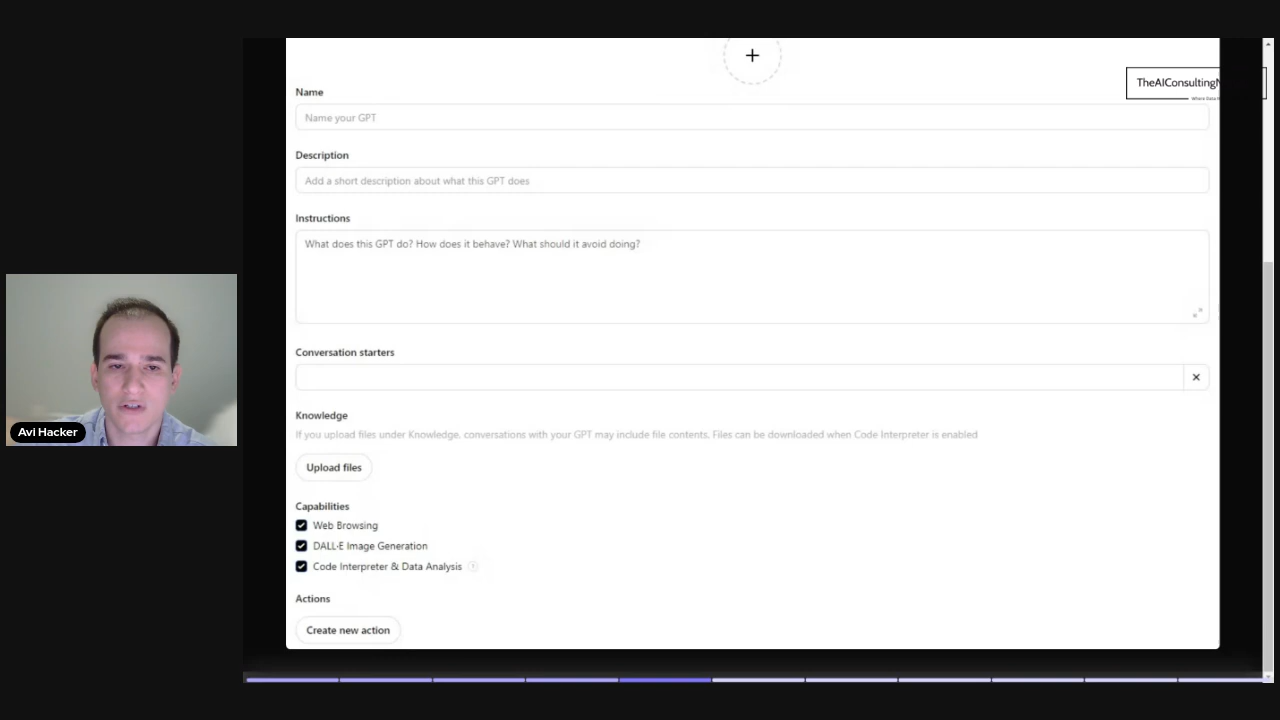 +
TheAIConsultingN
Where Data
Name
Name your GPT
Description
Add a short description about what this GPT does
Instructions
What does this GPT do? How does it behave? What should it avoid doing?
Conversation starters
Knowledge
If you upload files under Knowledge, conversations with your GPT may include file contents. Files can be downloaded when Code Interpreter is enabled
Upload files
Capabilities
Web Browsing
DALL·E Image Generation
Code Interpreter & Data Analysis
Actions
Create new action
Avi Hacker